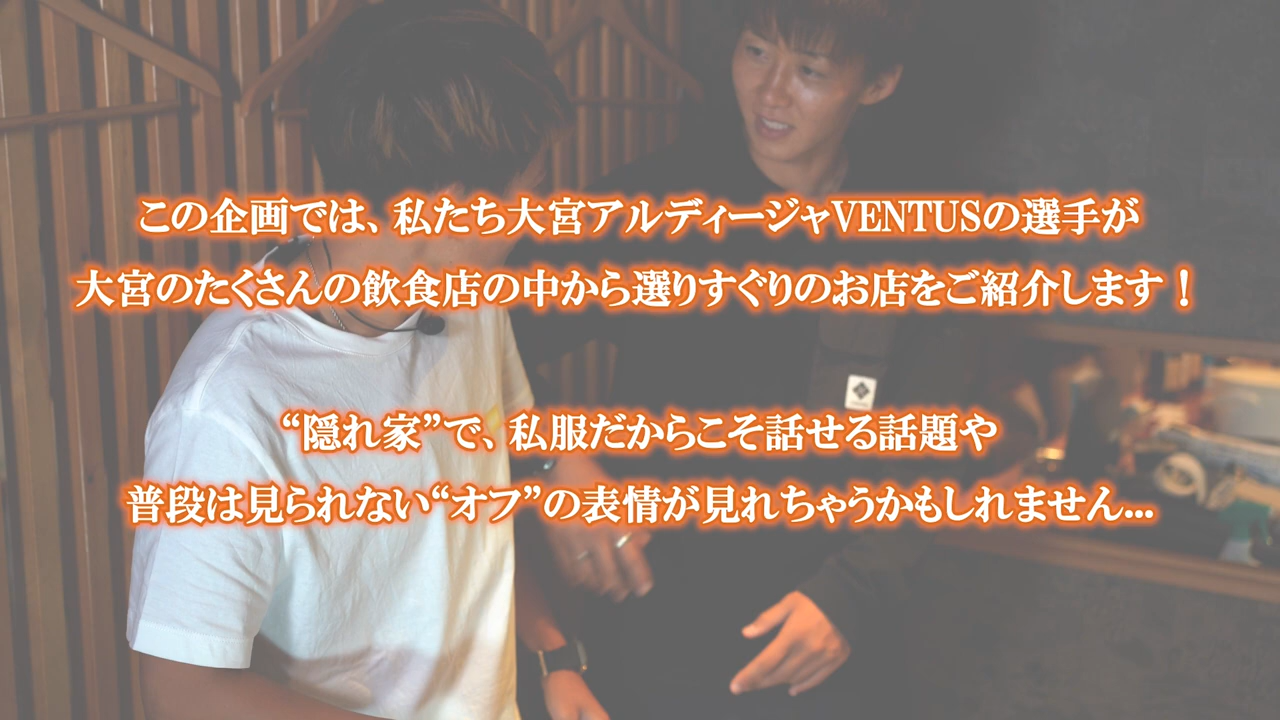 この企画では、私たち大宮アルディージャVENTUSの選手が
大宮のたくさんの飲食店の中から選りすぐりのお店をご紹介します！
“隠れ家”で、私服だからこそ話せる話題や
普段は見られない“オフ”の表情が見れちゃうかもしれません...